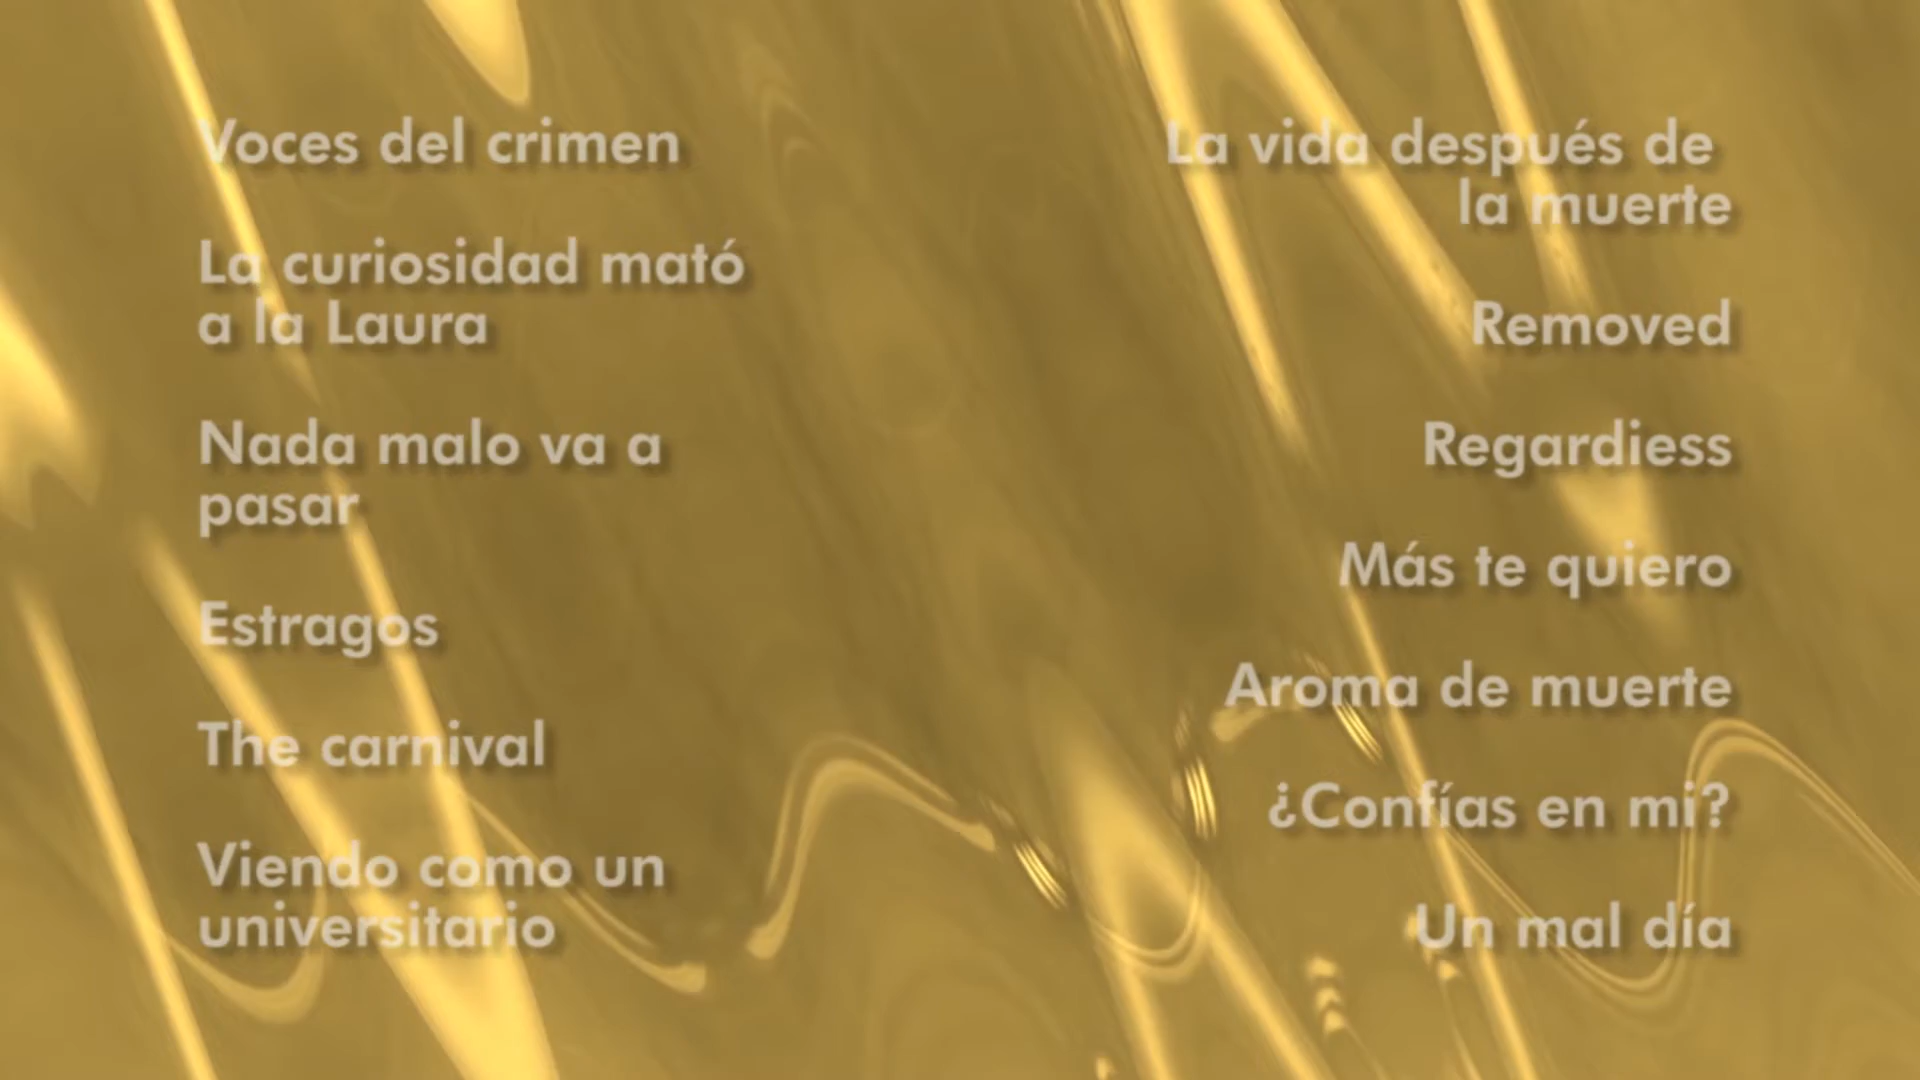 Voces del crimen
La curiosidad mató
a la Laura
Nada malo va a
pasar
Estragos
The carnival
Viendo como un
universitario
La vida después de
la muerte
Removed
Regardiess
Más te quiero
Aroma de muerte
¿Confías en mi?
Un mal día